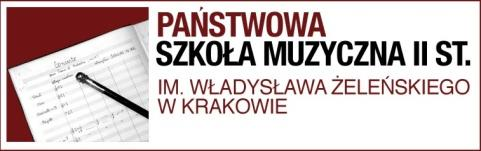 PAŃSTWOWA
SZKOŁA MUZYCZNA II ST.
IM. WŁADYSŁAWA ŻELEŃSKIEGO
W KRAKOWIE